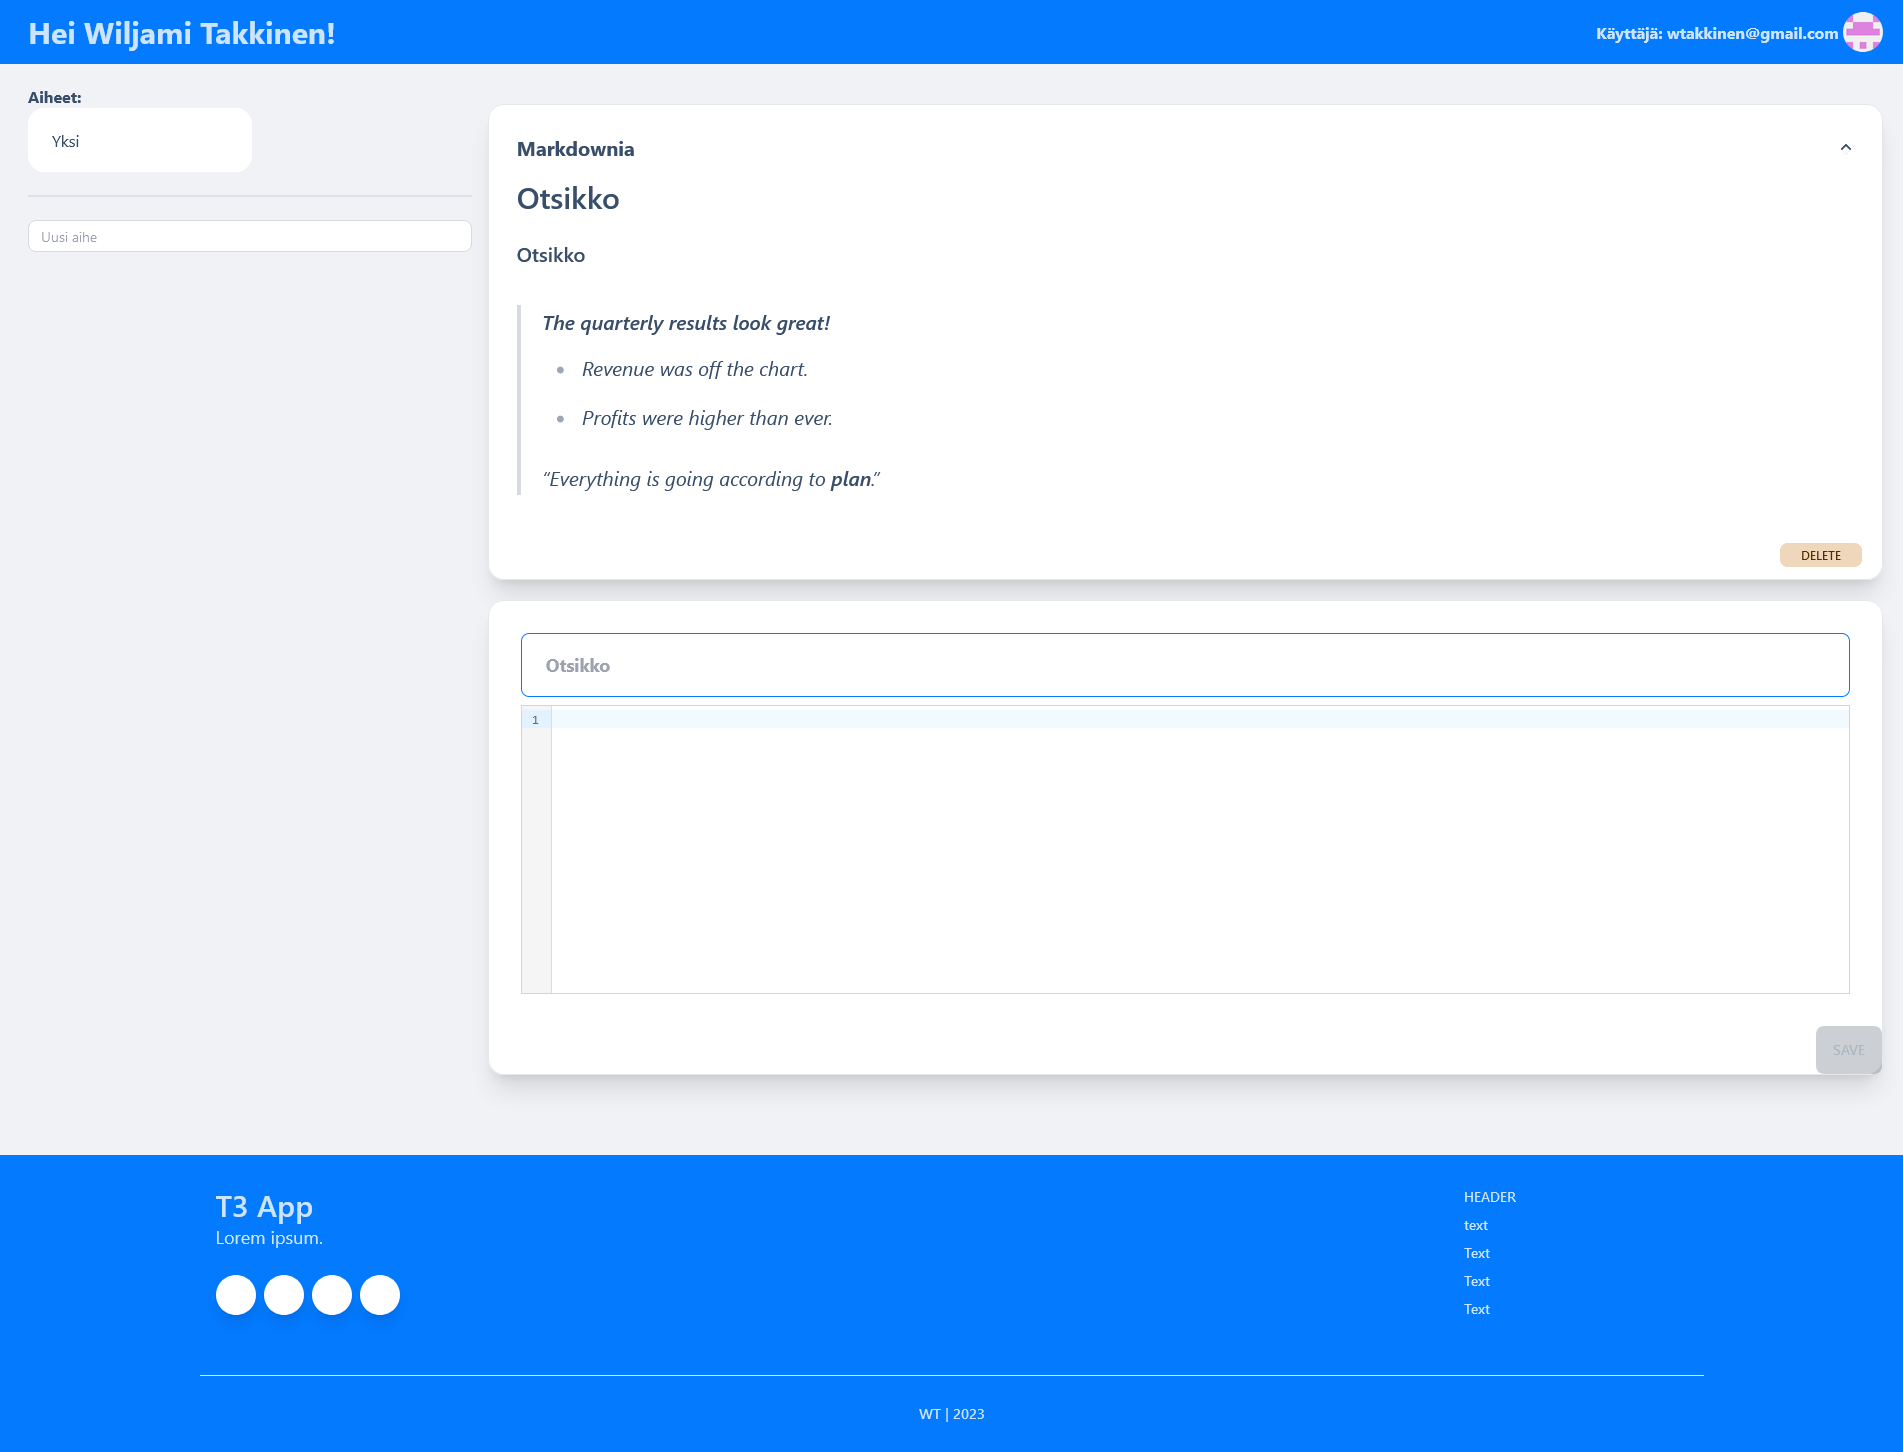 Hei Wiljami Takkinen!
Käyttäjä: wtakkinen@gmail.com
Aiheet:
Yksi
Uusi aihe
Markdownia
Otsikko
Otsikko
The quarterly results look great!
• Revenue was off the chart.
• Profits were higher than ever.
“Everything is going according to plan.”
DELETE
Otsikko
1
SAVE
T3 App
Lorem ipsum.
HEADER
text
Text
Text
Text
WT | 2023